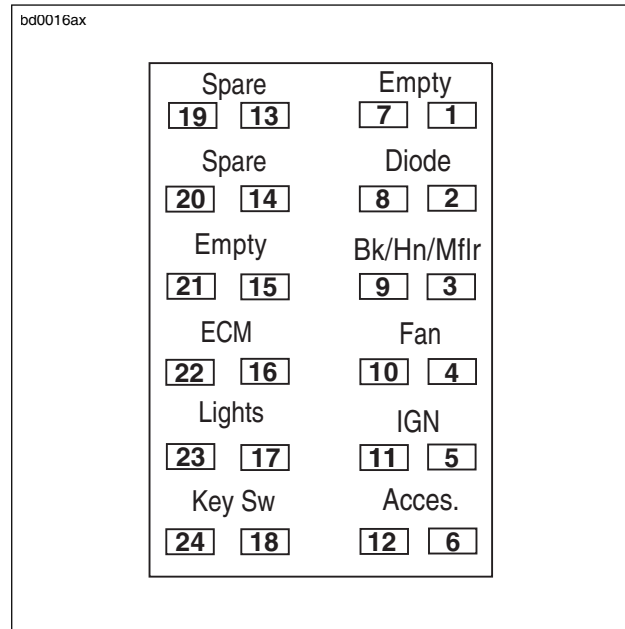 bd0016ax
Spare Empty
19 13 7 1
Spare Diode
20 14 8 2
Empty Bk/Hn/Mflr
21 15 9 3
ECM Fan
22 16 10 4
Lights IGN
23 17 11 5
Key Sw Acces.
24 18 12 6